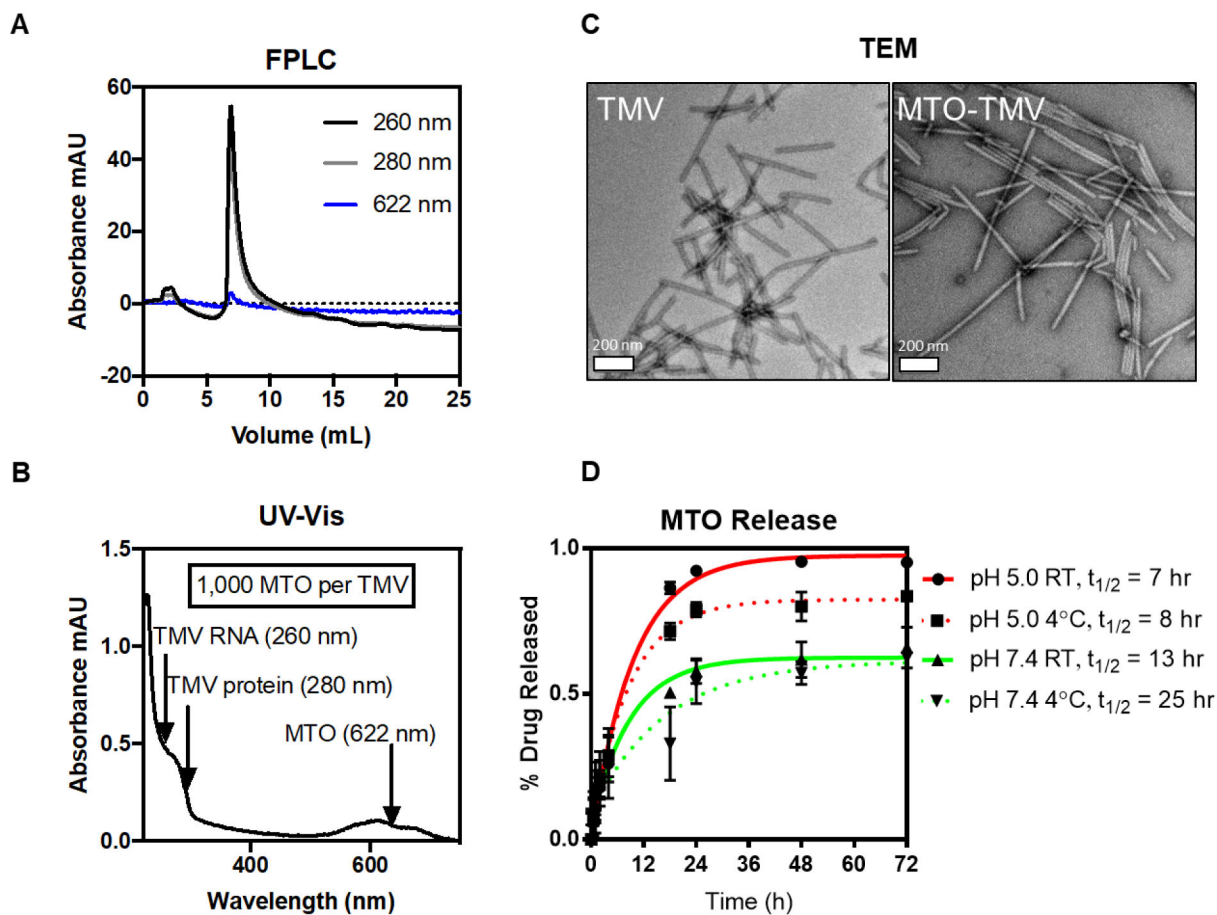 A
FPLC
Absorbance mAU
60
40
20
0
-20
0
5
10
15
20
25
Volume (mL)
260 nm
280 nm
622 nm
B
UV-Vis
Absorbance mAU
1.5
1.0
0.5
0.0
400
600
Wavelength (nm)
1,000 MTO per TMV
TMV RNA (260 nm)
TMV protein (280 nm)
MTO (622 nm)
C
TEM
TMV
200 nm
MTO-TMV
200 nm
D
MTO Release
% Drug Released
1.0
0.5
0.0
0
12
24
36
48
60
72
Time (h)
pH 5.0 RT, t1/2 = 7 hr
pH 5.0 4°C, t1/2 = 8 hr
pH 7.4 RT, t1/2 = 13 hr
pH 7.4 4°C, t1/2 = 25 hr